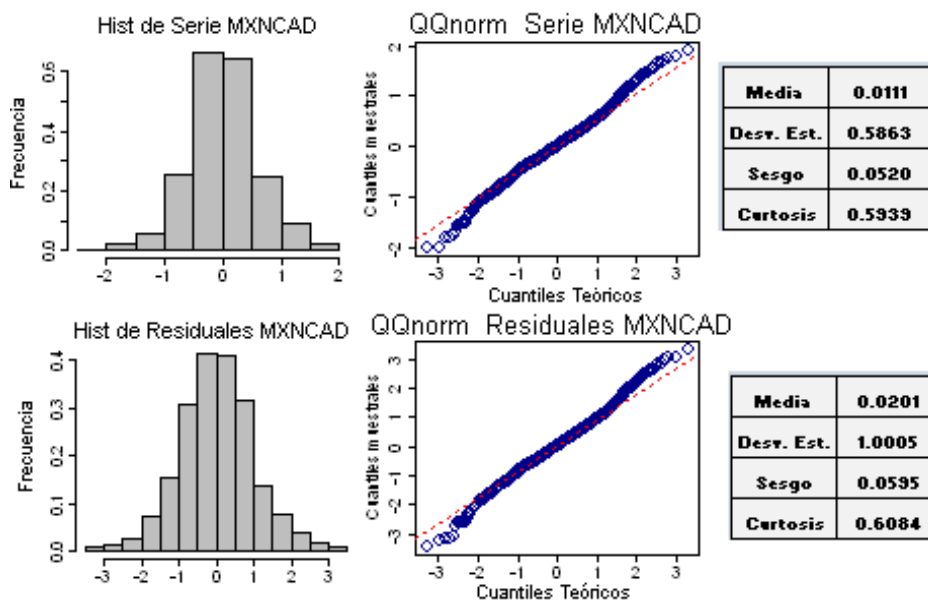 Hist de Serie MXNCAD
Frecuencia
0.0 0.2 0.4 0.6
-2 -1 0 1 2
QQnorm Serie MXNCAD
Cuantiles muestrales
-2 -1 0 1 2
-3 -2 -1 0 1 2 3
Cuantiles Teòricos
Media 0.0111
Desv. Est. 0.5863
Sesgo 0.0520
Curtosis 0.5939
Hist de Residuales MXNCAD
Frecuencia
0.0 0.1 0.2 0.3 0.4
-3 -2 -1 0 1 2 3
QQnorm Residuales MXNCAD
Cuantiles muestrales
-3 -2 -1 0 1 2 3
-3 -2 -1 0 1 2 3
Cuantiles Teòricos
Media 0.0201
Desv. Est. 1.0005
Sesgo 0.0595
Curtosis 0.6084